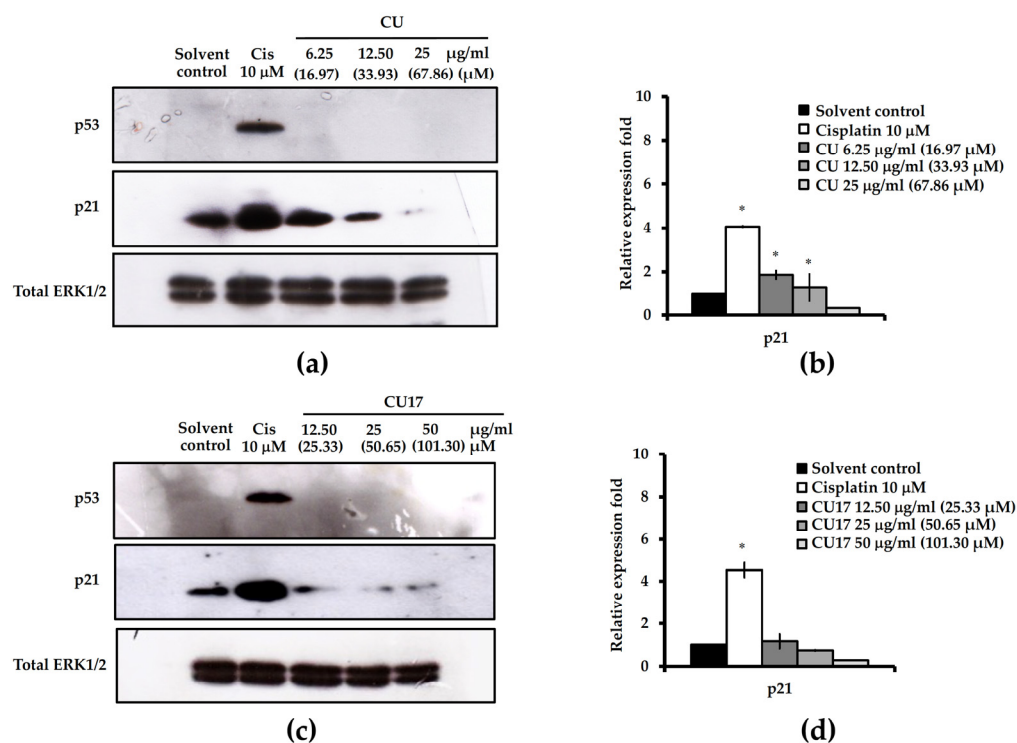 CU
Solvent control
Cis 10 μM
6.25 (16.97)
12.50 (33.93)
25 (67.86)
μg/ml (μM)
p53
p21
Total ERK1/2
(a)
Relative expression fold
10
8
6
4
2
0
Solvent control
Cisplatin 10 μM
CU 6.25 μg/ml (16.97 μM)
CU 12.50 μg/ml (33.93 μM)
CU 25 μg/ml (67.86 μM)
*
*
*
p21
(b)
CU17
Solvent control
Cis 10 μM
12.50 (25.33)
25 (50.65)
50 (101.30)
μg/ml μM
p53
p21
Total ERK1/2
(c)
Relative expression fold
10
8
6
4
2
0
Solvent control
Cisplatin 10 μM
CU17 12.50 μg/ml (25.33 μM)
CU17 25 μg/ml (50.65 μM)
CU17 50 μg/ml (101.30 μM)
*
p21
(d)